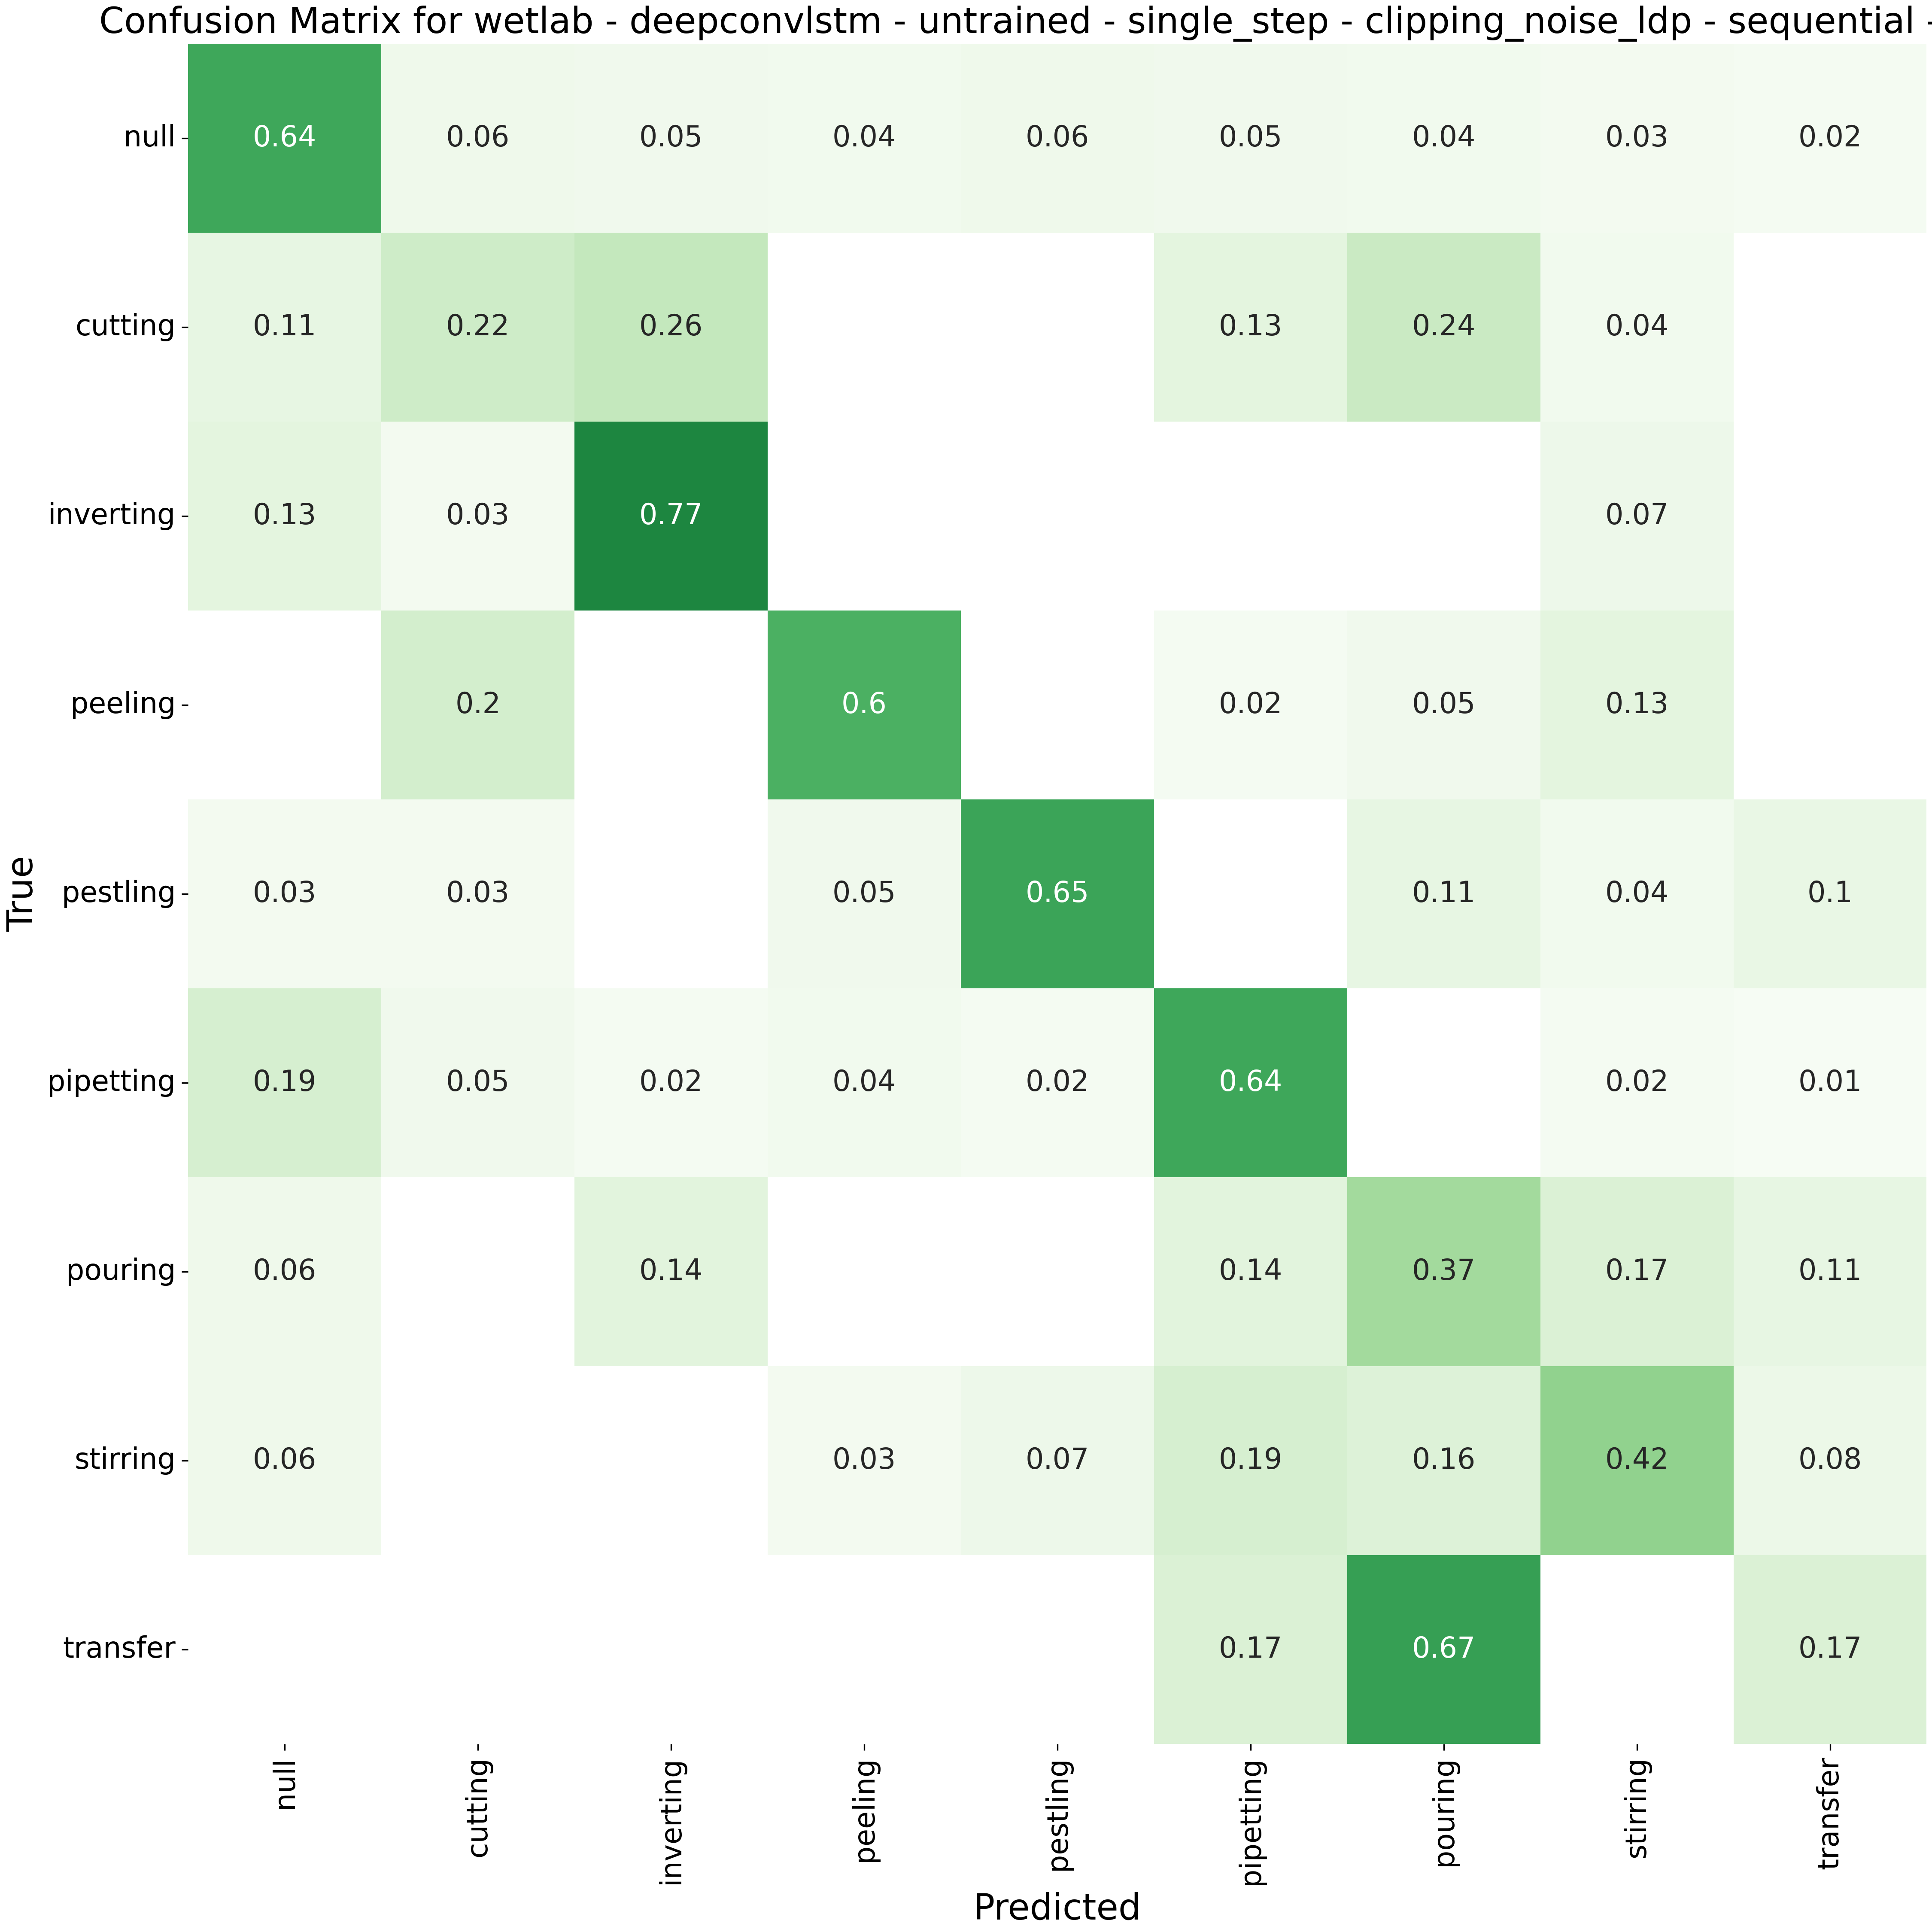 Confusion Matrix for wetlab - deepconvlstm - untrained - single_step - clipping_noise_ldp - sequential -
null 0.64 0.06 0.05 0.04 0.06 0.05 0.04 0.03 0.02
cutting 0.11 0.22 0.26 0.13 0.24 0.04
inverting 0.13 0.03 0.77 0.07
peeling 0.2 0.6 0.02 0.05 0.13
pestling 0.03 0.03 0.05 0.65 0.11 0.04 0.1
pipetting 0.19 0.05 0.02 0.04 0.02 0.64 0.02 0.01
pouring 0.06 0.14 0.14 0.37 0.17 0.11
stirring 0.06 0.03 0.07 0.19 0.16 0.42 0.08
transfer 0.17 0.67 0.17
True
null cutting inverting peeling pestling pipetting pouring stirring transfer
Predicted